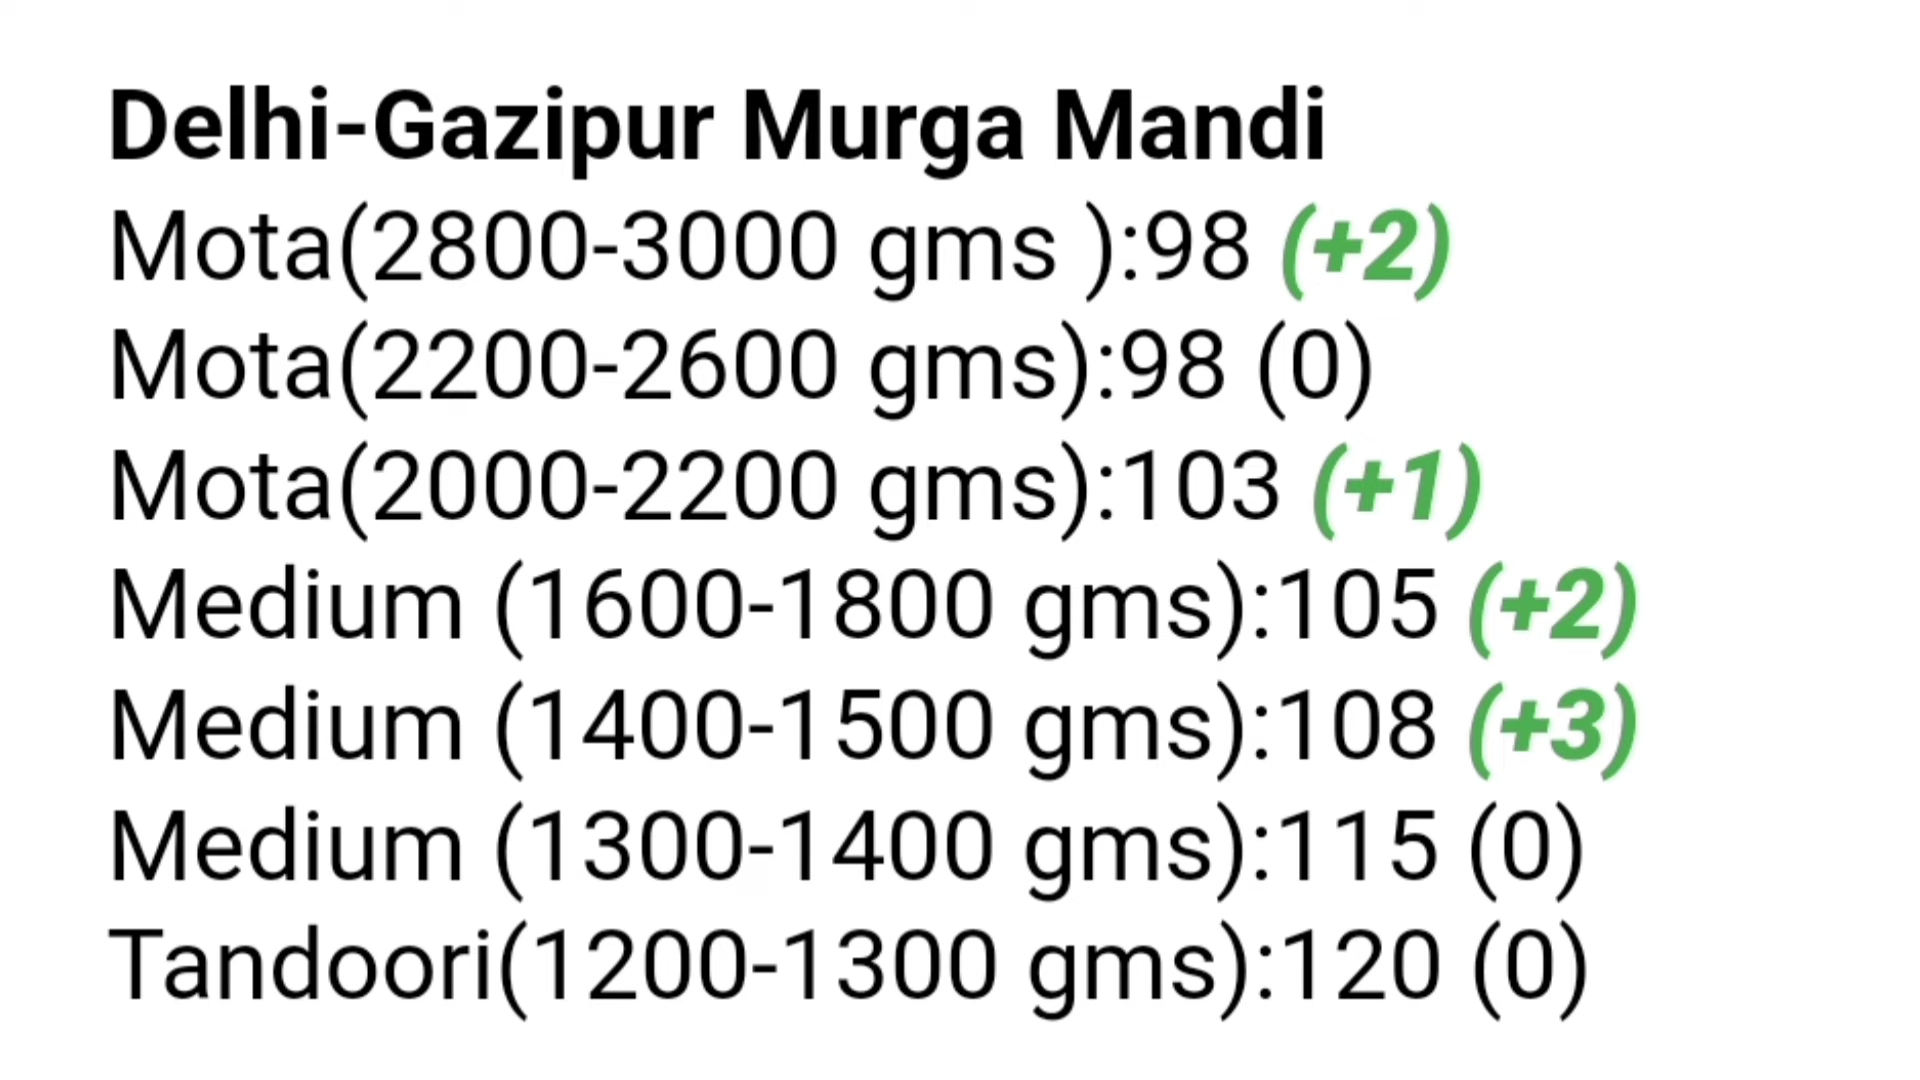 Delhi-Gazipur Murga Mandi
Mota(2800-3000 gms ):98 (+2)
Mota(2200-2600 gms):98 (0)
Mota(2000-2200 gms):103 (+1)
Medium (1600-1800 gms):105 (+2)
Medium (1400-1500 gms):108 (+3)
Medium (1300-1400 gms):115 (0)
Tandoori(1200-1300 gms):120 (0)